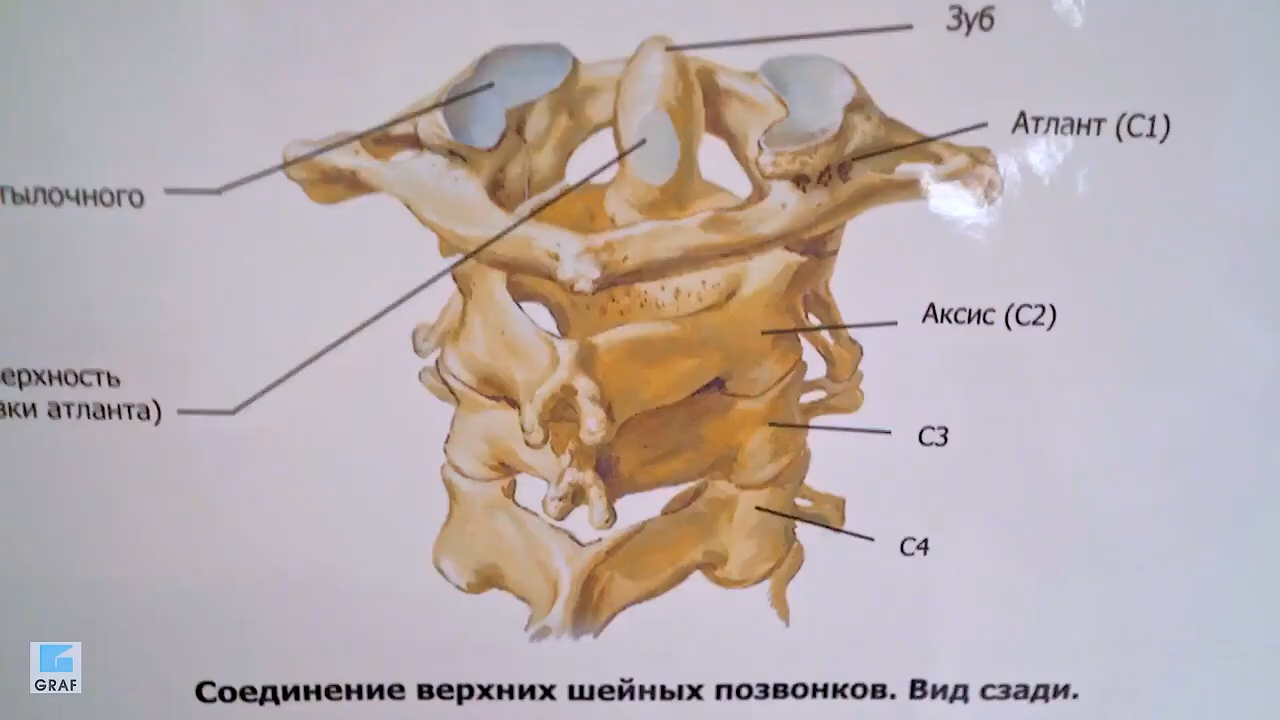 Зуб
Атлант (С1)
тылочного
Аксис (С2)
ерхность
вки атланта)
С3
С4
Соединение верхних шейных позвонков. Вид сзади.
GRAF